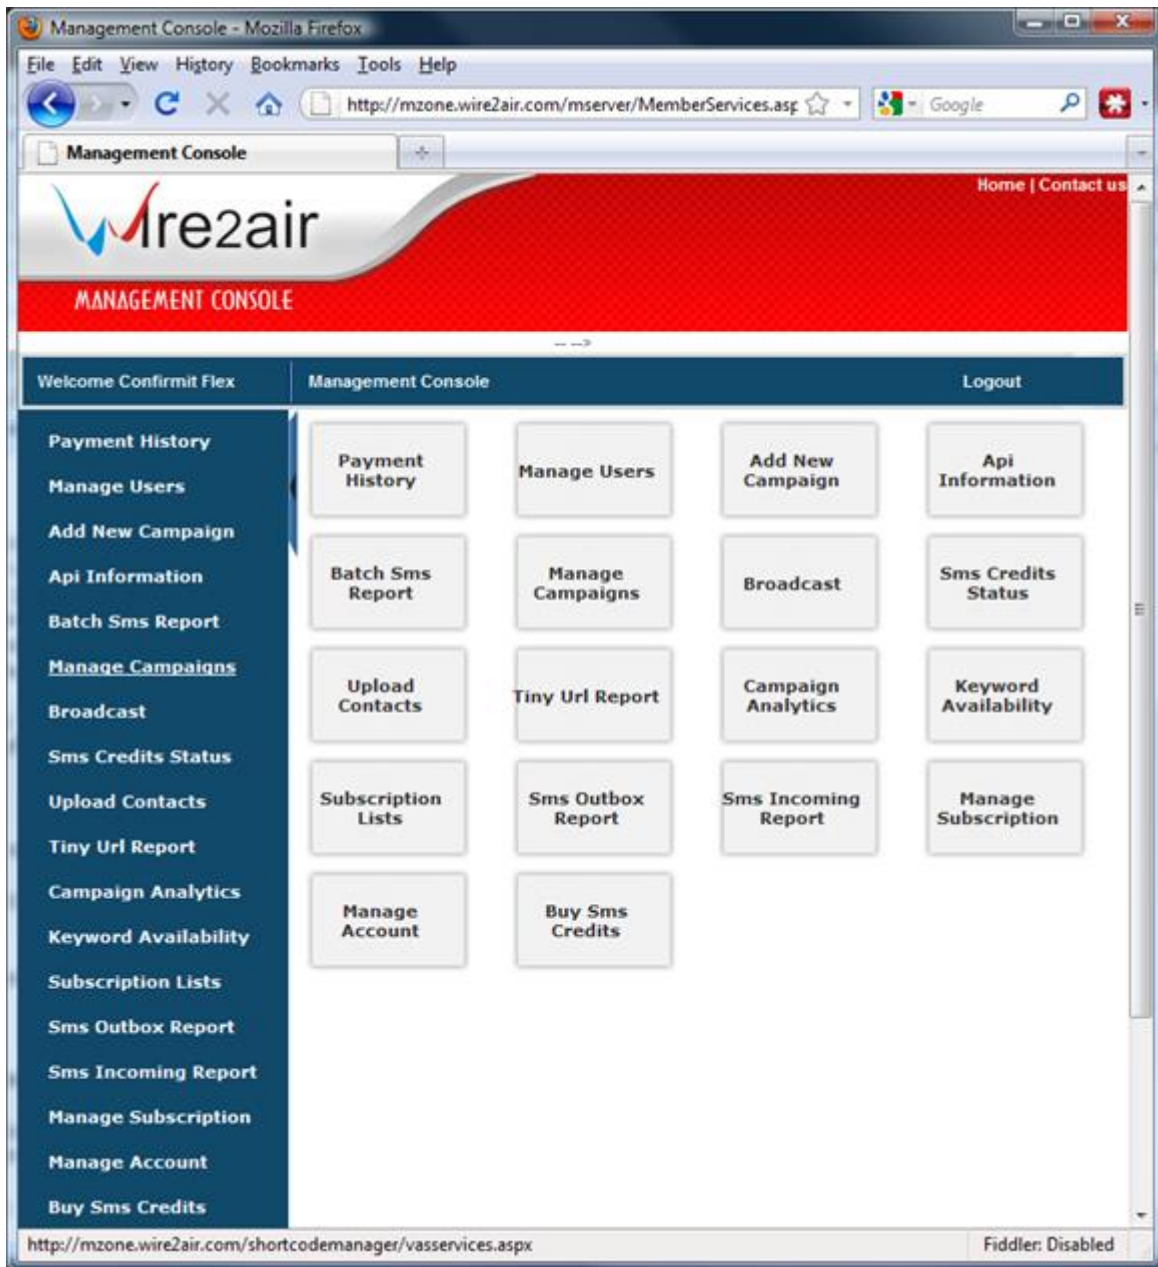 Management Console - Mozilla Firefox
File Edit View History Bookmarks Tools Help
http://mzone.wire2air.com/mserver/MemberServices.asp
Google
Management Console
Home | Contact us
Wire2air
MANAGEMENT CONSOLE
-- -->
Welcome Confirmit Flex
Management Console
Logout
Payment History
Manage Users
Add New Campaign
Api Information
Batch Sms Report
Manage Campaigns
Broadcast
Sms Credits Status
Upload Contacts
Tiny Url Report
Campaign Analytics
Keyword Availability
Subscription Lists
Sms Outbox Report
Sms Incoming Report
Manage Subscription
Manage Account
Buy Sms Credits
Payment
History
Manage Users
Add New
Campaign
Api
Information
Batch Sms
Report
Manage
Campaigns
Broadcast
Sms Credits
Status
Upload
Contacts
Tiny Url Report
Campaign
Analytics
Keyword
Availability
Subscription
Lists
Sms Outbox
Report
Sms Incoming
Report
Manage
Subscription
Manage
Account
Buy Sms
Credits
http://mzone.wire2air.com/shortcodemanager/vasservices.aspx
Fiddler: Disabled